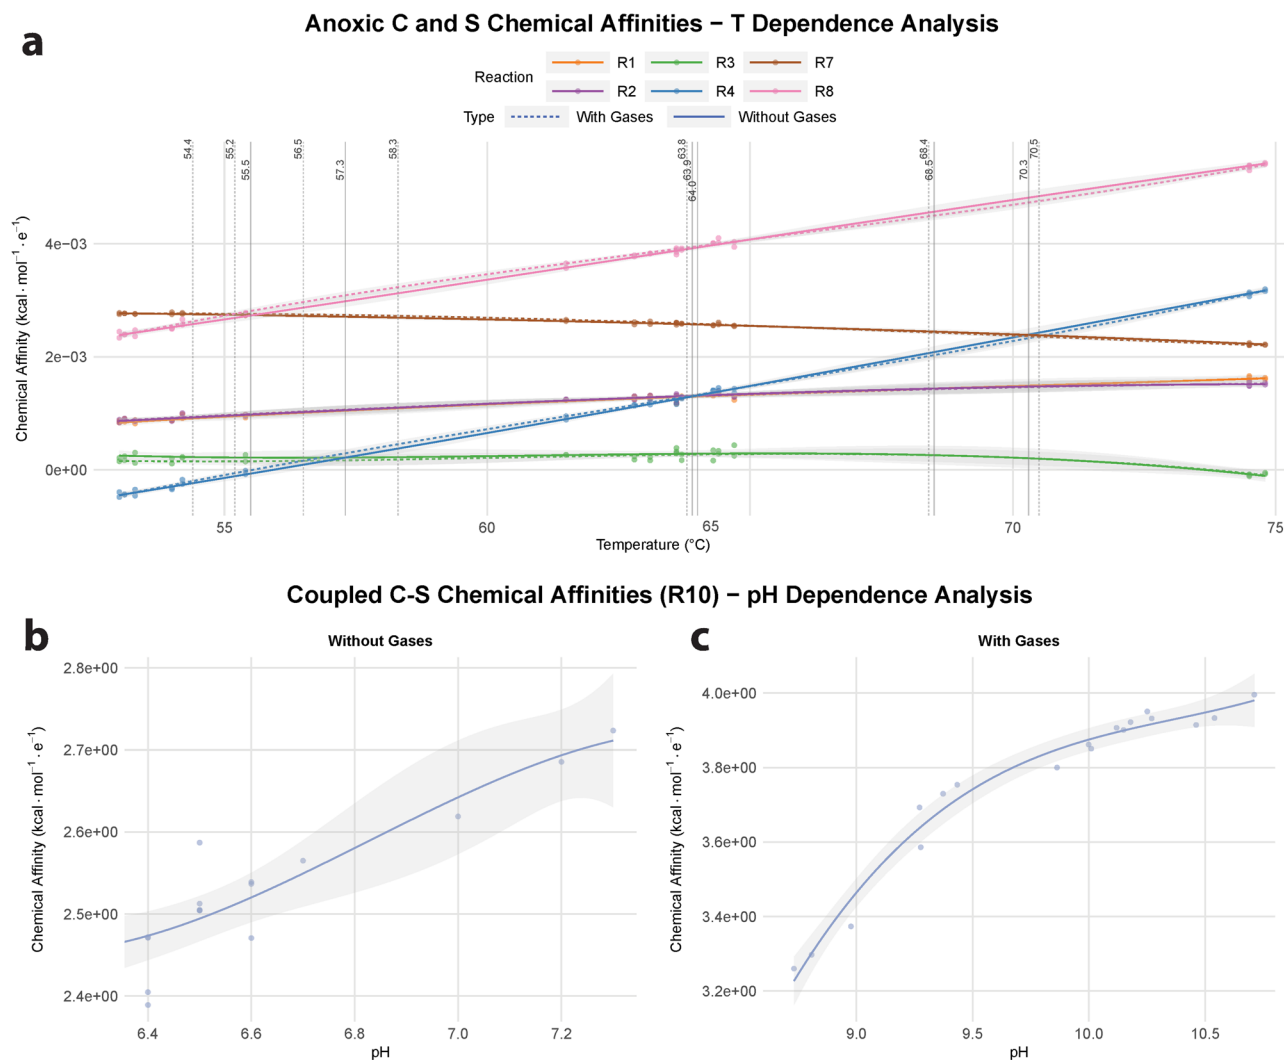 a
Anoxic C and S Chemical Affinities − T Dependence Analysis
Reaction
R1 R3 R7
R2 R4 R8
Type With Gases Without Gases
54.4 55.2 55.5 56.5 57.3 58.3 63.8 63.9 64.0 68.4 68.5 70.3 70.5
Chemical Affinity (kcal · mol⁻¹ · e⁻¹)
4e−03
2e−03
0e+00
55 60 65 70 75
Temperature (°C)
Coupled C-S Chemical Affinities (R10) − pH Dependence Analysis
b
Without Gases
Chemical Affinity (kcal · mol⁻¹ · e⁻¹)
2.8e+00
2.7e+00
2.6e+00
2.5e+00
2.4e+00
6.4 6.6 6.8 7.0 7.2
pH
c
With Gases
Chemical Affinity (kcal · mol⁻¹ · e⁻¹)
4.0e+00
3.8e+00
3.6e+00
3.4e+00
3.2e+00
9.0 9.5 10.0 10.5
pH